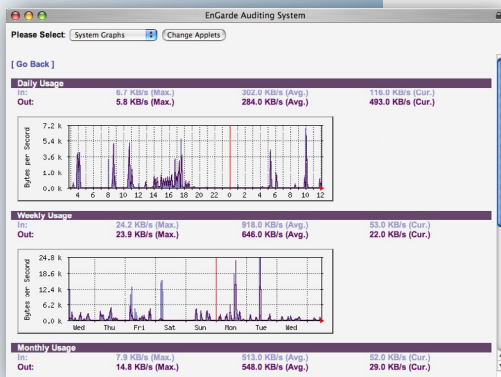 EnGarde Auditing System
Please Select: System Graphs Change Applets
[ Go Back ]
Daily Usage
In: 6.7 KB/s (Max.) 302.0 KB/s (Avg.) 116.0 KB/s (Cur.)
Out: 5.8 KB/s (Max.) 284.0 KB/s (Avg.) 493.0 KB/s (Cur.)
Bytes per Second
7.2 k
5.4 k
3.6 k
1.8 k
0.0 k
4 6 8 10 12 14 16 18 20 22 0 2 4 6 8 10 12
Weekly Usage
In: 24.2 KB/s (Max.) 918.0 KB/s (Avg.) 53.0 KB/s (Cur.)
Out: 23.9 KB/s (Max.) 646.0 KB/s (Avg.) 22.0 KB/s (Cur.)
Bytes per Second
24.8 k
18.6 k
12.4 k
6.2 k
0.0 k
Wed Thu Fri Sat Sun Mon Tue Wed
Monthly Usage
In: 7.9 KB/s (Max.) 513.0 KB/s (Avg.) 52.0 KB/s (Cur.)
Out: 14.8 KB/s (Max.) 548.0 KB/s (Avg.) 29.0 KB/s (Cur.)